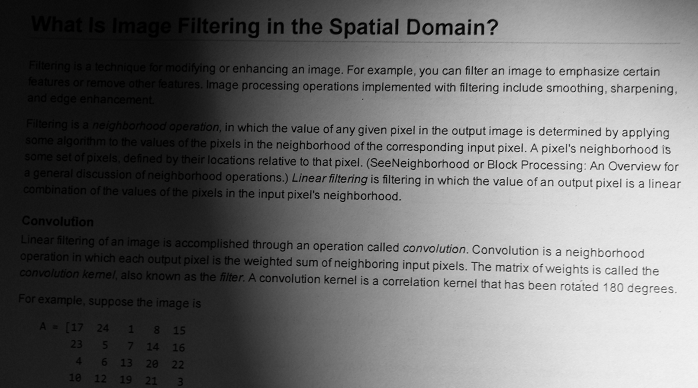 What Is Image Filtering in the Spatial Domain?
Filtering is a technique for modifying or enhancing an image. For example, you can filter an image to emphasize certain
features or remove other features. Image processing operations implemented with filtering include smoothing, sharpening,
and edge enhancement.
Filtering is a neighborhood operation, in which the value of any given pixel in the output image is determined by applying
some algorithm to the values of the pixels in the neighborhood of the corresponding input pixel. A pixel's neighborhood is
some set of pixels, defined by their locations relative to that pixel. (SeeNeighborhood or Block Processing: An Overview for
a general discussion of neighborhood operations.) Linear filtering is filtering in which the value of an output pixel is a linear
combination of the values of the pixels in the input pixel's neighborhood.
Convolution
Linear filtering of an image is accomplished through an operation called convolution. Convolution is a neighborhood
operation in which each output pixel is the weighted sum of neighboring input pixels. The matrix of weights is called the
convolution kernel, also known as the filter. A convolution kernel is a correlation kernel that has been rotated 180 degrees.
For example, suppose the image is
A = [17 24 1 8 15
23 5 7 14 16
4 6 13 20 22
10 12 19 21 3